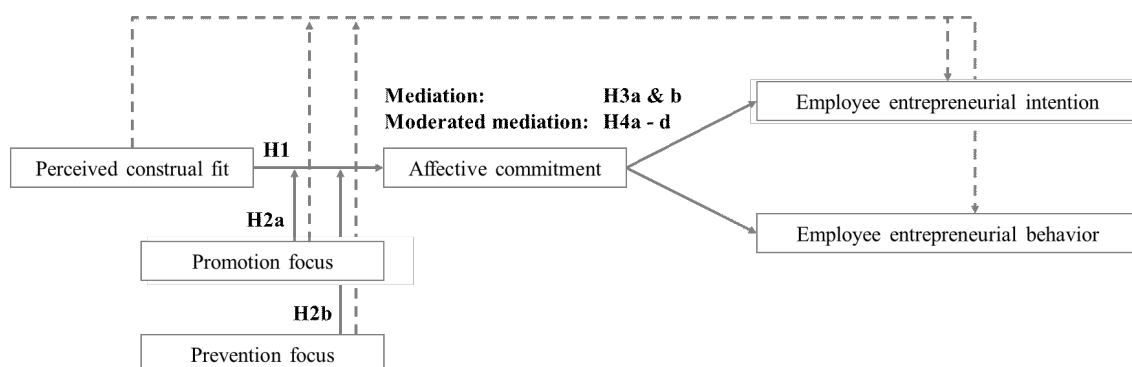 Mediation: H3a & b
Moderated mediation: H4a - d
Employee entrepreneurial intention
H1
Perceived construal fit
Affective commitment
H2a
Employee entrepreneurial behavior
Promotion focus
H2b
Prevention focus